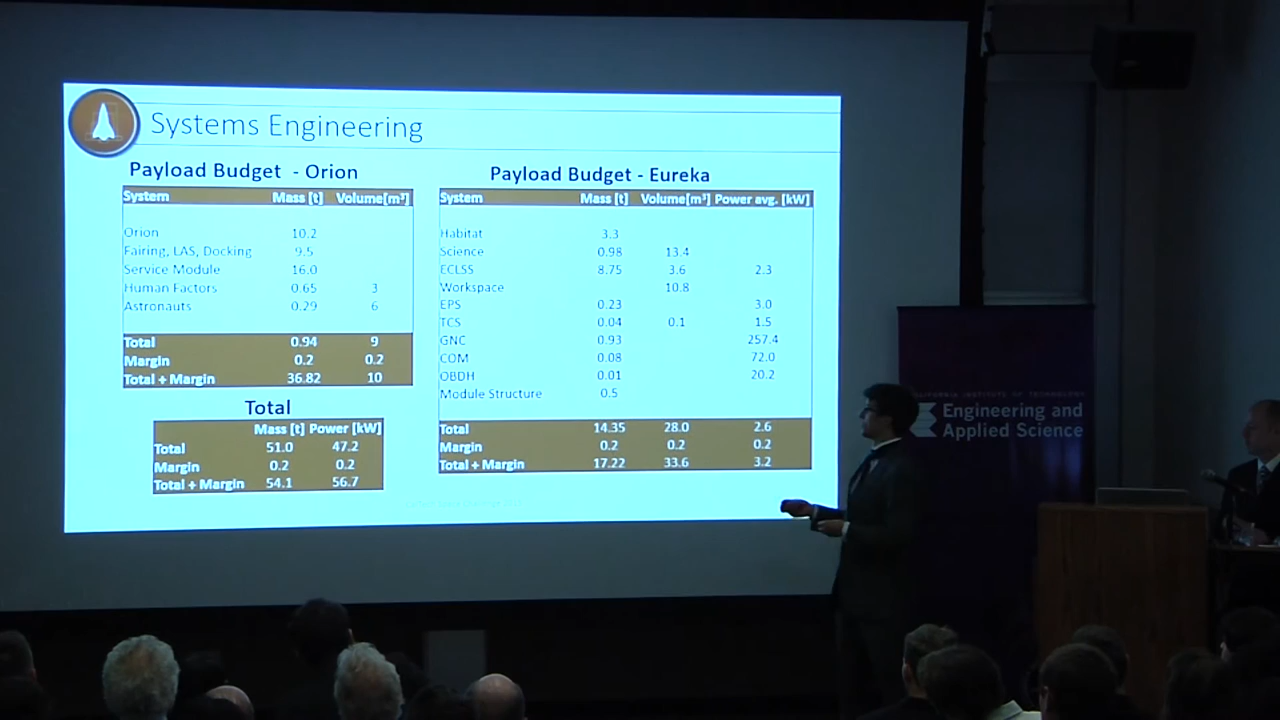 Systems Engineering
Payload Budget - Orion
System Mass [t] Volume[m³]
Orion 10.2
Fairing, LAS, Docking 9.5
Service Module 16.0
Human Factors 0.65 3
Astronauts 0.29 6
Total 0.94 9
Margin 0.2 0.2
Total + Margin 36.82 10
Total
Mass [t] Power [kW]
Total 51.0 47.2
Margin 0.2 0.2
Total + Margin 54.1 56.7
Payload Budget - Eureka
System Mass [t] Volume[m³] Power avg. [kW]
Habitat 3.3
Science 0.98 13.4
ECLSS 8.75 3.6 2.3
Workspace 10.8
EPS 0.23 3.0
TCS 0.04 0.1 1.5
GNC 0.93 257.4
COM 0.08 72.0
OBDH 0.01 20.2
Module Structure 0.5
Total 14.35 28.0 2.6
Margin 0.2 0.2 0.2
Total + Margin 17.22 33.6 3.2
CALIFORNIA INSTITUTE OF TECHNOLOGY
Engineering and
Applied Science